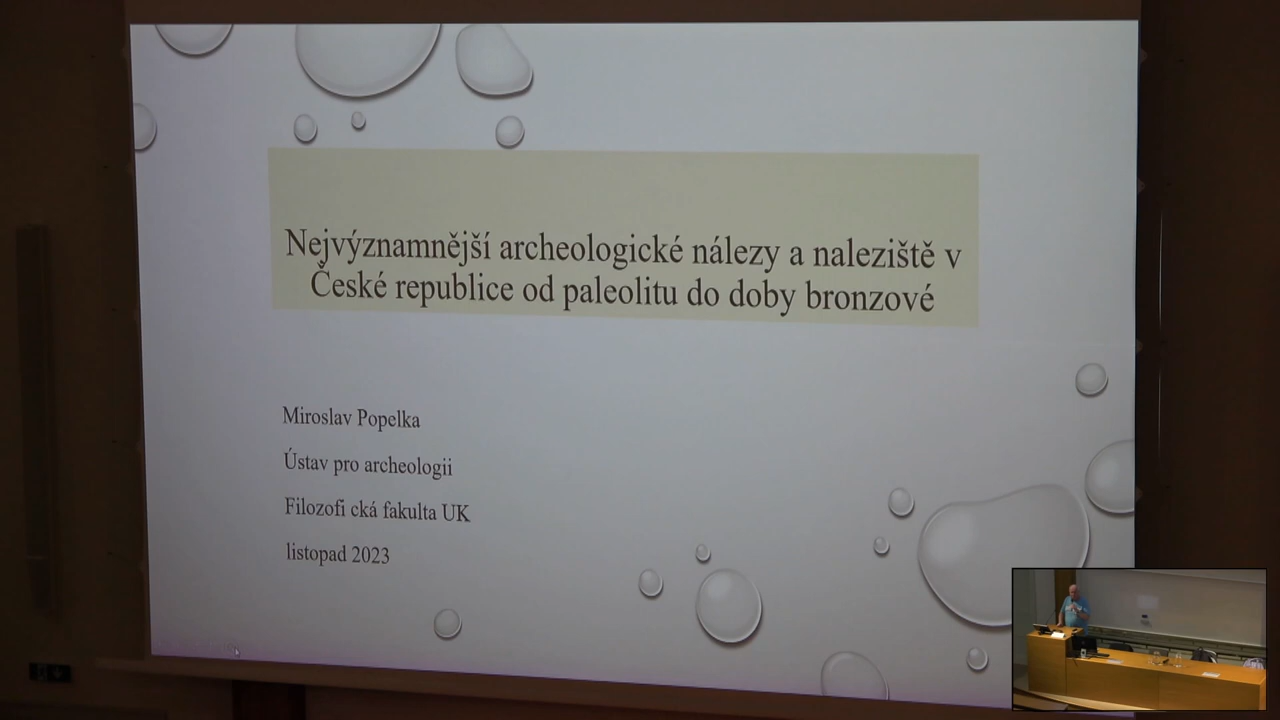 Nejvýznamnější archeologické nálezy a naleziště v
České republice od paleolitu do doby bronzové
Miroslav Popelka
Ústav pro archeologii
Filozofi cká fakulta UK
listopad 2023